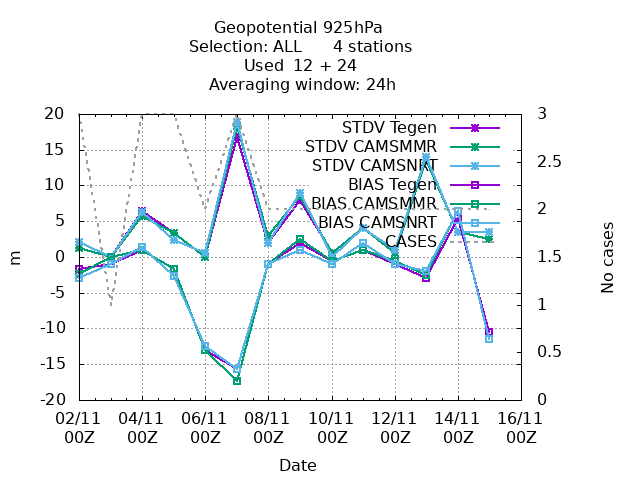 Geopotential 925hPa
Selection: ALL 4 stations
Used 12 + 24
Averaging window: 24h
20
15
10
5
0
-5
-10
-15
-20
m
3
2.5
2
1.5
1
0.5
0
No cases
STDV Tegen
STDV CAMSMMR
STDV CAMSNRT
BIAS Tegen
BIAS CAMSMMR
BIAS CAMSNRT
CASES
02/11 04/11 06/11 08/11 10/11 12/11 14/11 16/11
00Z 00Z 00Z 00Z 00Z 00Z 00Z 00Z
Date